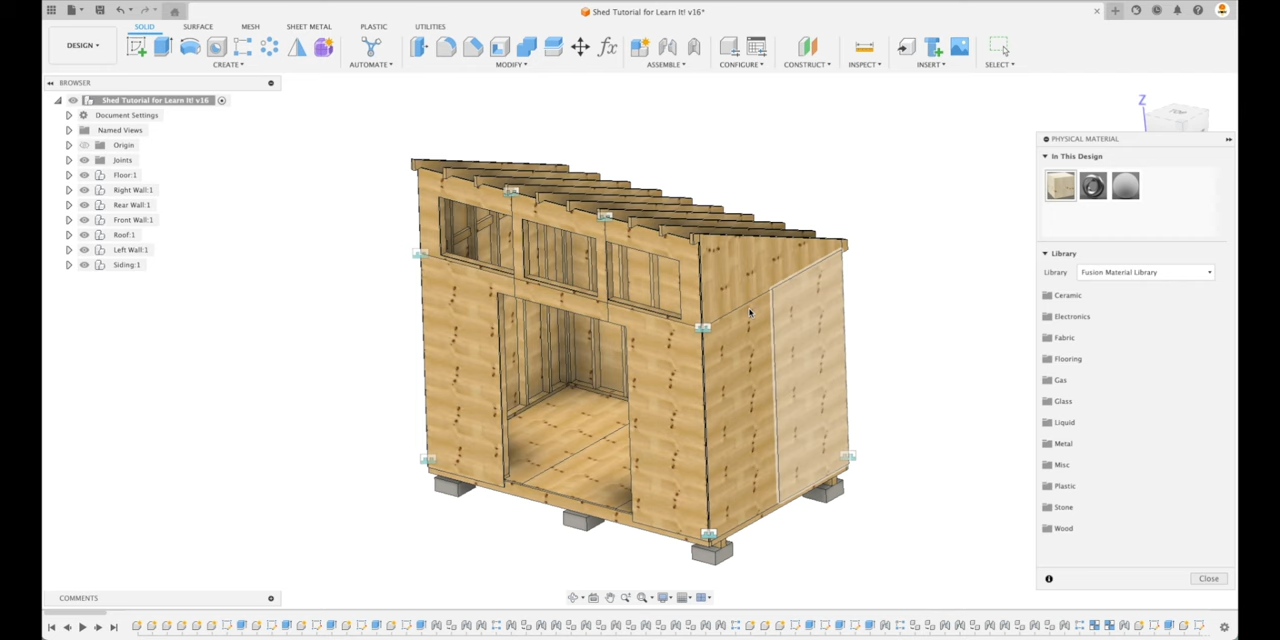 Shed Tutorial for Learn It! v16*
DESIGN
SOLID SURFACE MESH SHEET METAL PLASTIC UTILITIES
CREATE AUTOMATE MODIFY ASSEMBLE CONFIGURE CONSTRUCT INSPECT INSERT SELECT
BROWSER
Shed Tutorial for Learn It! v16
Document Settings
Named Views
Origin
Joints
Floor:1
Right Wall:1
Rear Wall:1
Front Wall:1
Roof:1
Left Wall:1
Siding:1
Z
TOP
PHYSICAL MATERIAL
In This Design
Library
Library Fusion Material Library
Ceramic
Electronics
Fabric
Flooring
Gas
Glass
Liquid
Metal
Misc
Plastic
Stone
Wood
Close
COMMENTS